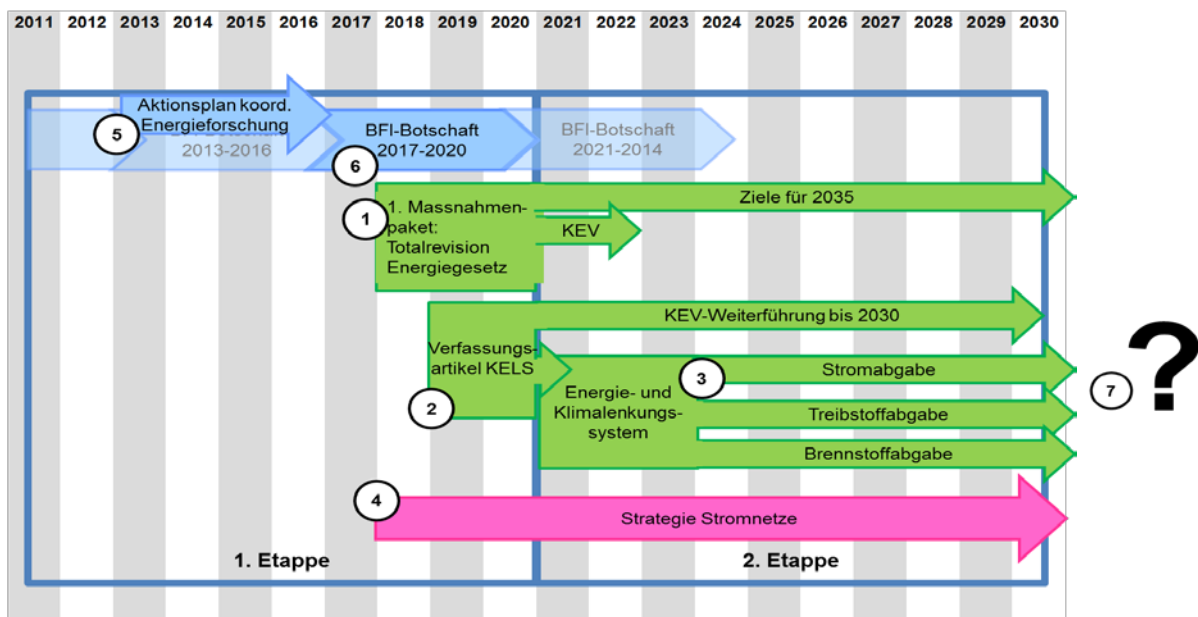 2011 2012 2013 2014 2015 2016 2017 2018 2019 2020 2021 2022 2023 2024 2025 2026 2027 2028 2029 2030
Aktionsplan koord.
Energieforschung
5
2013-2016
BFI-Botschaft
2017-2020
6
BFI-Botschaft
2021-2014
1
1. Massnahmen-
paket:
Totalrevision
Energiegesetz
Ziele für 2035
KEV
KEV-Weiterführung bis 2030
Verfassungs-
artikel KELS
2
Energie- und
Klimalenkungs-
system
3
Stromabgabe
Treibstoffabgabe
Brennstoffabgabe
7
?
4
Strategie Stromnetze
1. Etappe
2. Etappe